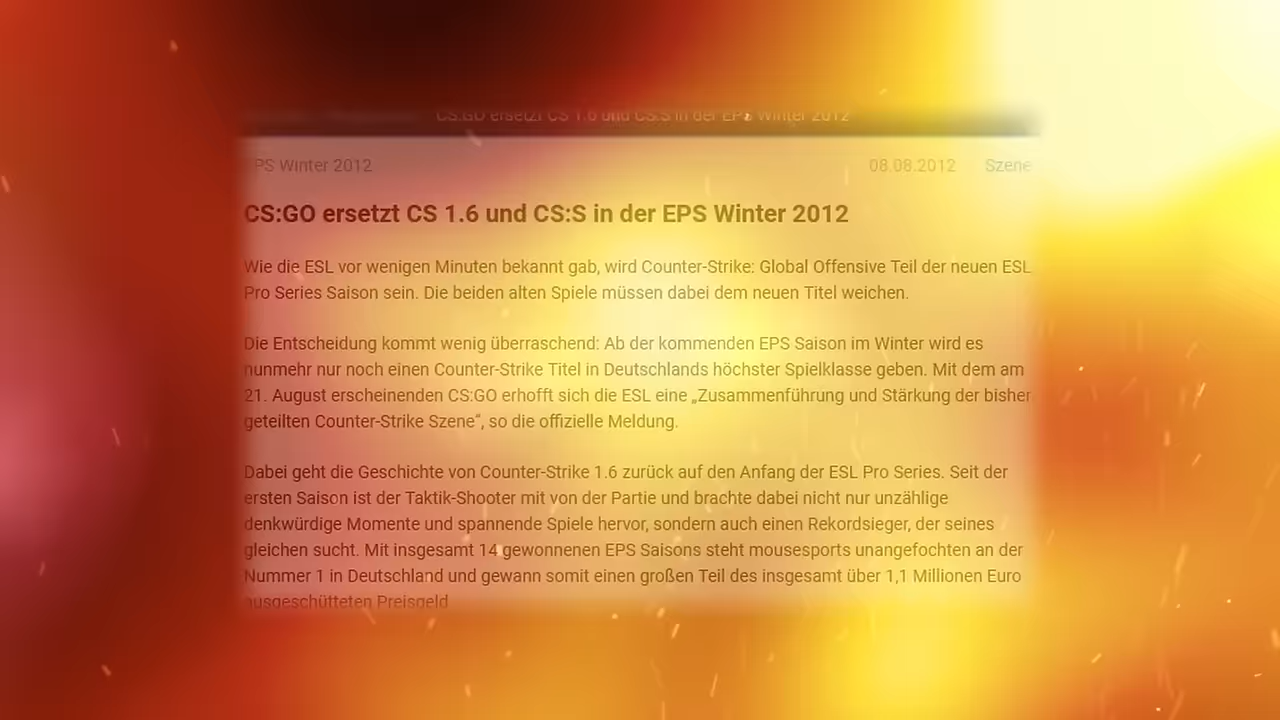 CS:GO ersetzt CS 1.6 und CS:S in der EPS Winter 2012
EPS Winter 2012 08.08.2012 Szene
CS:GO ersetzt CS 1.6 und CS:S in der EPS Winter 2012
Wie die ESL vor wenigen Minuten bekannt gab, wird Counter-Strike: Global Offensive Teil der neuen ESL
Pro Series Saison sein. Die beiden alten Spiele müssen dabei dem neuen Titel weichen.
Die Entscheidung kommt wenig überraschend: Ab der kommenden EPS Saison im Winter wird es
nunmehr nur noch einen Counter-Strike Titel in Deutschlands höchster Spielklasse geben. Mit dem am
21. August erscheinenden CS:GO erhofft sich die ESL eine „Zusammenführung und Stärkung der bisher
geteilten Counter-Strike Szene“, so die offizielle Meldung.
Dabei geht die Geschichte von Counter-Strike 1.6 zurück auf den Anfang der ESL Pro Series. Seit der
ersten Saison ist der Taktik-Shooter mit von der Partie und brachte dabei nicht nur unzählige
denkwürdige Momente und spannende Spiele hervor, sondern auch einen Rekordsieger, der seines
gleichen sucht. Mit insgesamt 14 gewonnenen EPS Saisons steht mousesports unangefochten an der
Nummer 1 in Deutschland und gewann somit einen großen Teil des insgesamt über 1,1 Millionen Euro
ausgeschütteten Preisgeld